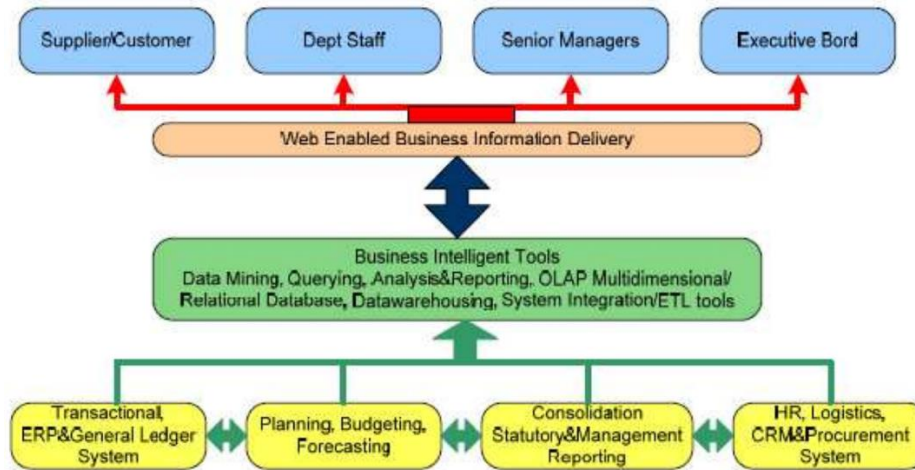 Supplier/Customer
Dept Staff
Senior Managers
Executive Bord
Web Enabled Business Information Delivery
Business Intelligent Tools
Data Mining, Querying, Analysis&Reporting, OLAP Multidimensional/
Relational Database, Datawarehousing, System Integration/ETL tools
Transactional,
ERP&General Ledger
System
Planning, Budgeting,
Forecasting
Consolidation
Statutory&Management
Reporting
HR, Logistics,
CRM&Procurement
System